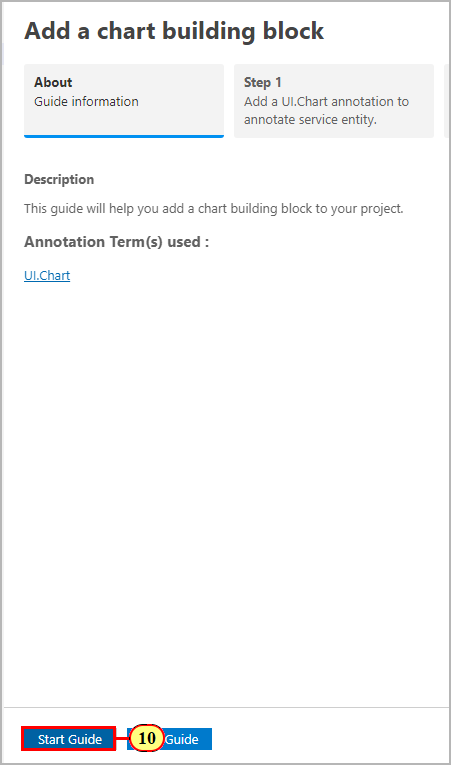 Add a chart building block
About
Guide information
Step 1
Add a UI.Chart annotation to
annotate service entity.
Description
This guide will help you add a chart building block to your project.
Annotation Term(s) used :
UI.Chart
Start Guide
10
Guide